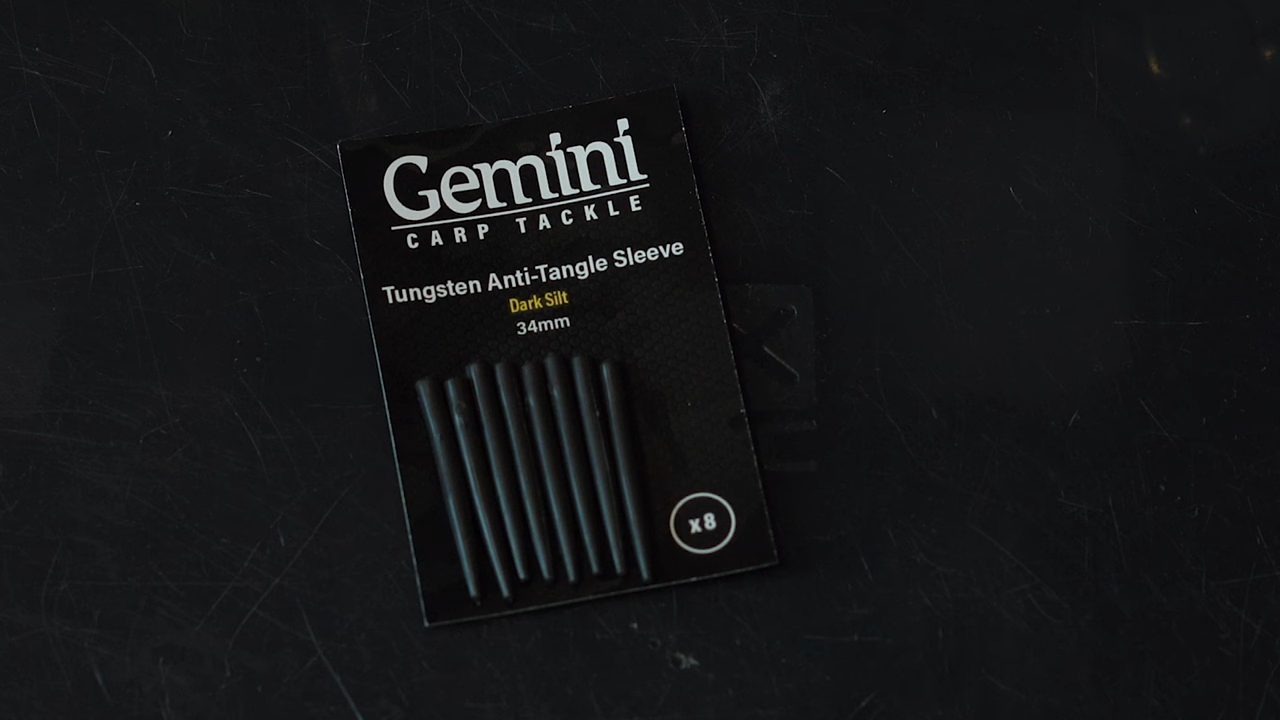 Gemini
CARP TACKLE
Tungsten Anti-Tangle Sleeve
Dark Silt
34mm
x8